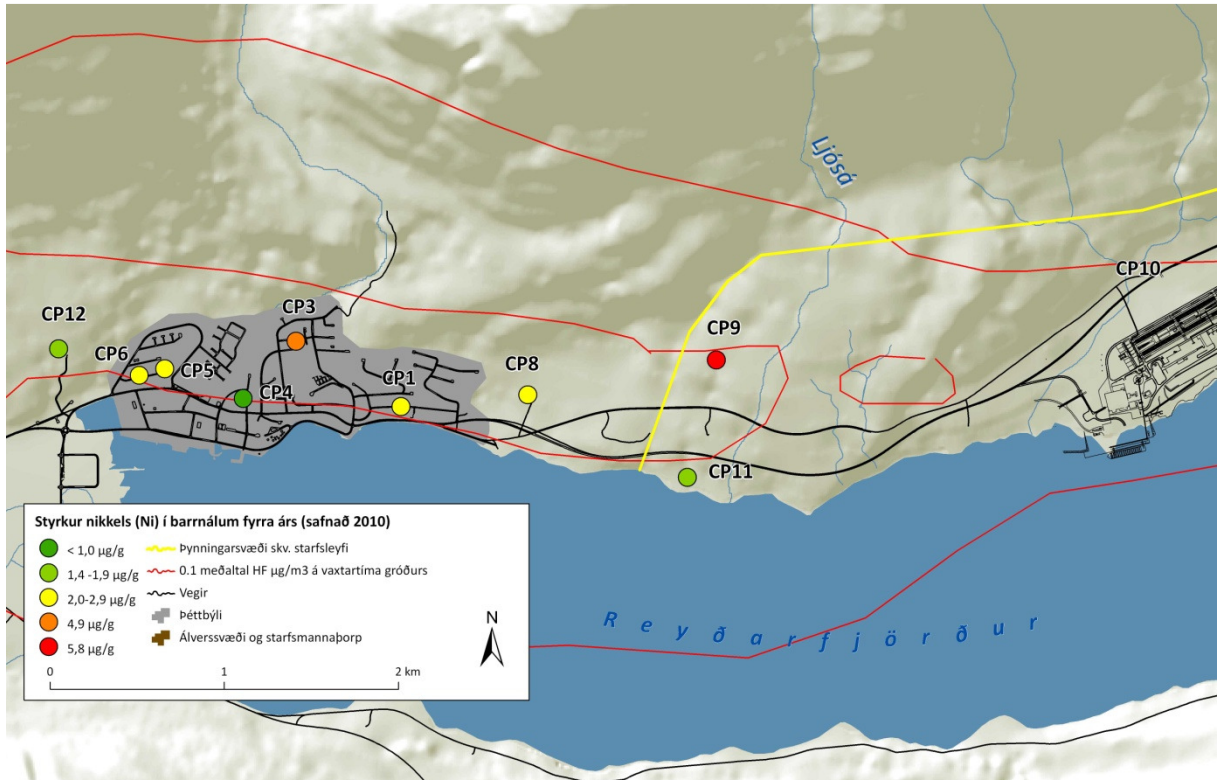 Ljósá
CP10
CP3
CP12
CP9
CP6
CP8
CP5
CP1
CP4
CP11
Styrkur nikkels (Ni) í barrnálum fyrra árs (safnað 2010)
< 1,0 µg/g
1,4 -1,9 µg/g
2,0-2,9 µg/g
4,9 µg/g
5,8 µg/g
Þynningarsvæði skv. starfsleyfi
0.1 meðaltal HF µg/m3 á vaxtartíma gróðurs
Vegir
Þéttbýli
Álverssvæði og starfsmannaþorp
N
0 1 2 km
Reyðarfjörður